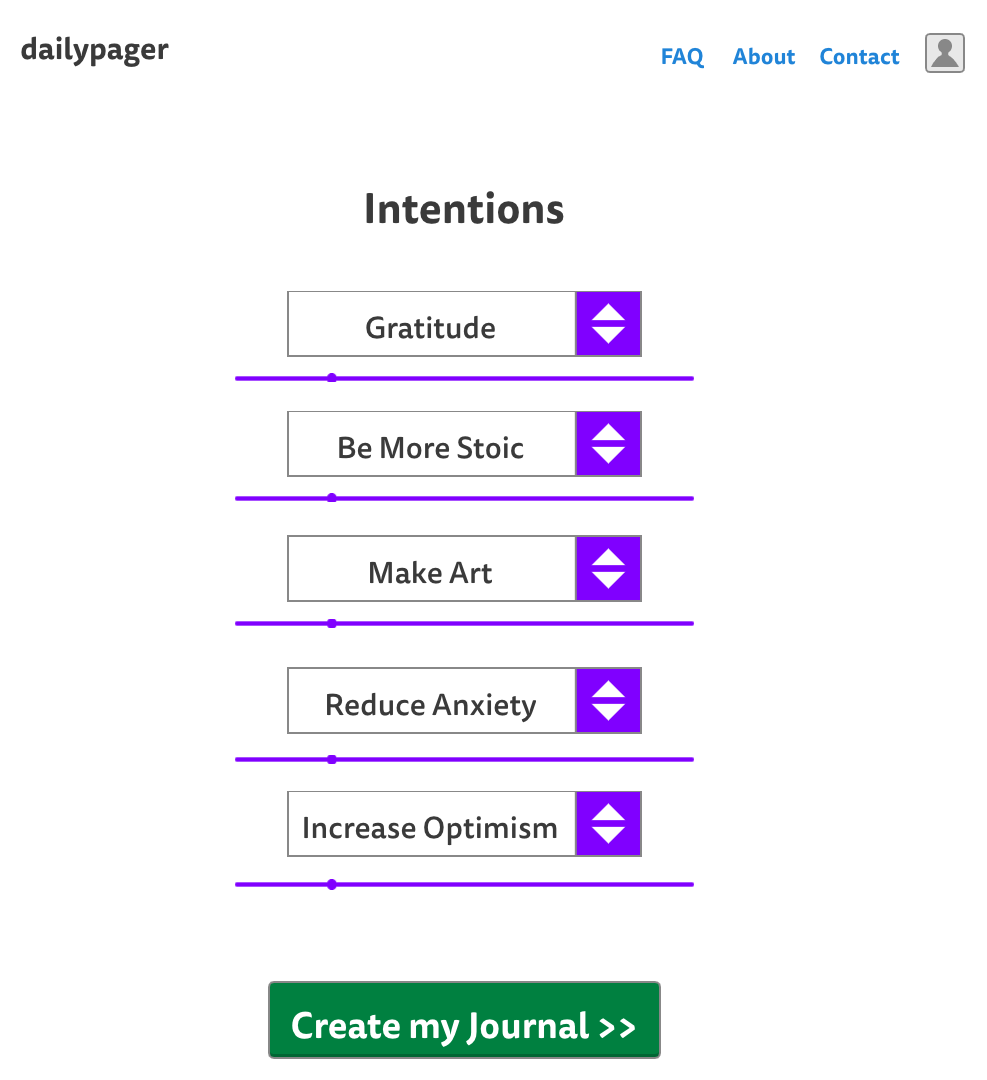 dailypager
FAQ About Contact
Intentions
Gratitude
Be More Stoic
Make Art
Reduce Anxiety
Increase Optimism
Create my Journal >>